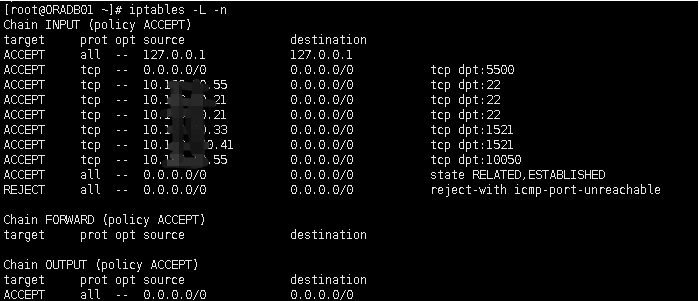 [root@ORADB01 ~]# iptables -L -n
Chain INPUT (policy ACCEPT)
target     prot opt source               destination
ACCEPT     all  --  127.0.0.1            127.0.0.1
ACCEPT     tcp  --  0.0.0.0/0            0.0.0.0/0           tcp dpt:5500
ACCEPT     tcp  --  10.1 .55          0.0.0.0/0           tcp dpt:22
ACCEPT     tcp  --  10.1 .21          0.0.0.0/0           tcp dpt:22
ACCEPT     tcp  --  10.1 .21          0.0.0.0/0           tcp dpt:22
ACCEPT     tcp  --  10.1 .33          0.0.0.0/0           tcp dpt:1521
ACCEPT     tcp  --  10.1 0.41         0.0.0.0/0           tcp dpt:1521
ACCEPT     tcp  --  10.1 .55          0.0.0.0/0           tcp dpt:10050
ACCEPT     all  --  0.0.0.0/0            0.0.0.0/0           state RELATED,ESTABLISHED
REJECT     all  --  0.0.0.0/0            0.0.0.0/0           reject-with icmp-port-unreachable
Chain FORWARD (policy ACCEPT)
target     prot opt source               destination
Chain OUTPUT (policy ACCEPT)
target     prot opt source               destination
ACCEPT     all  --  0.0.0.0/0            0.0.0.0/0